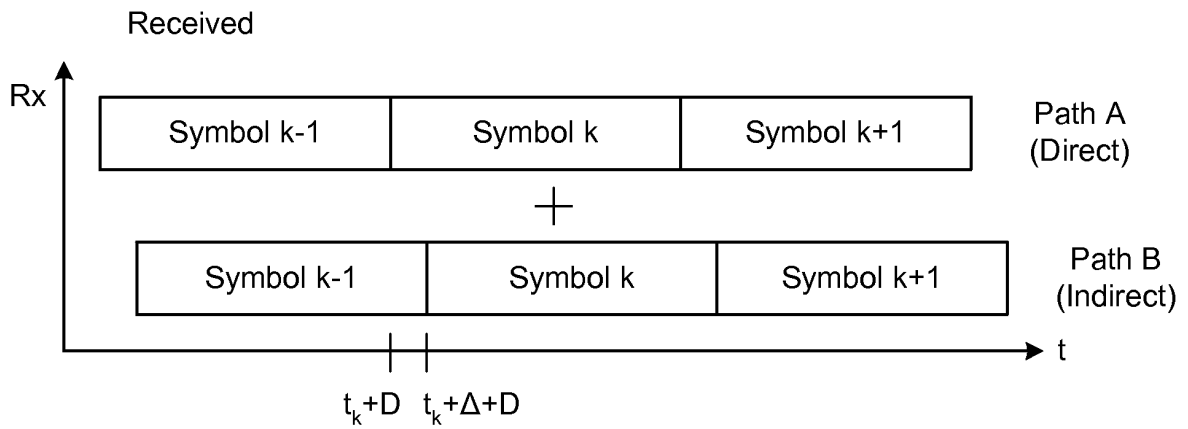 Received
Rx
Symbol k-1 Symbol k Symbol k+1
Path A
(Direct)
+
Symbol k-1 Symbol k Symbol k+1
Path B
(Indirect)
t
tₖ+D tₖ+Δ+D